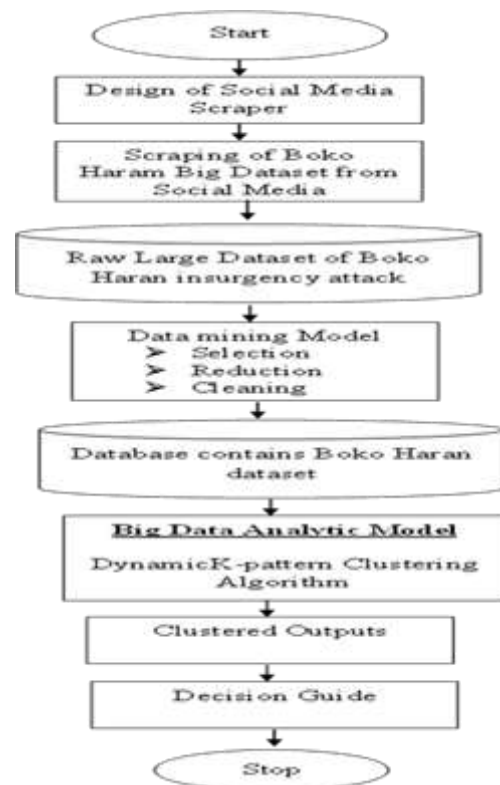 Start
Design of Social Media
Scraper
Scraping of Boko
Haram Big Dataset from
Social Media
Raw Large Dataset of Boko
Haran insurgency attack
Data mining Model
➢ Selection
➢ Reduction
➢ Cleaning
Database contains Boko Haran
dataset
Big Data Analytic Model
DynamicK-pattern Clustering
Algorithm
Clustered Outputs
Decision Guide
Stop